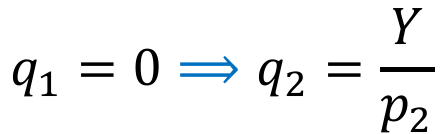 q₁ = 0 ⟹ q₂ = Y/p₂